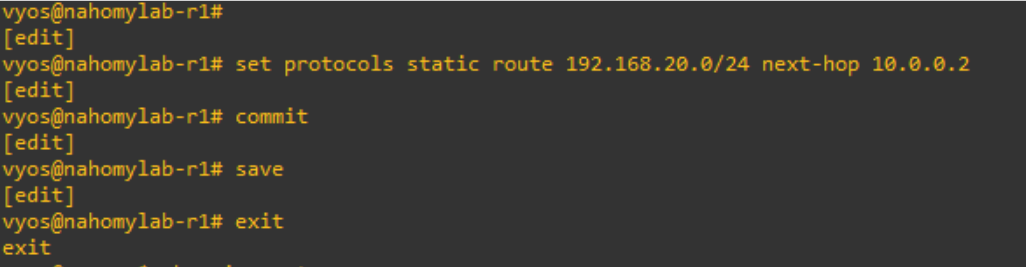 vyos@nahomylab-r1#
[edit]
vyos@nahomylab-r1# set protocols static route 192.168.20.0/24 next-hop 10.0.0.2
[edit]
vyos@nahomylab-r1# commit
[edit]
vyos@nahomylab-r1# save
[edit]
vyos@nahomylab-r1# exit
exit